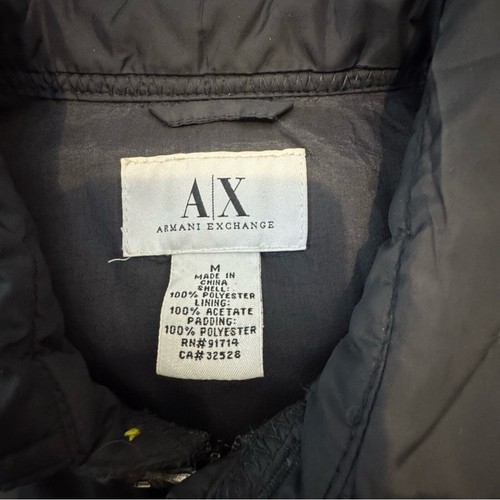 A|X
ARMANI EXCHANGE
M
MADE IN
CHINA
SHELL:
100% POLYESTER
LINING:
100% ACETATE
PADDING:
100% POLYESTER
RN#91714
CA#32528